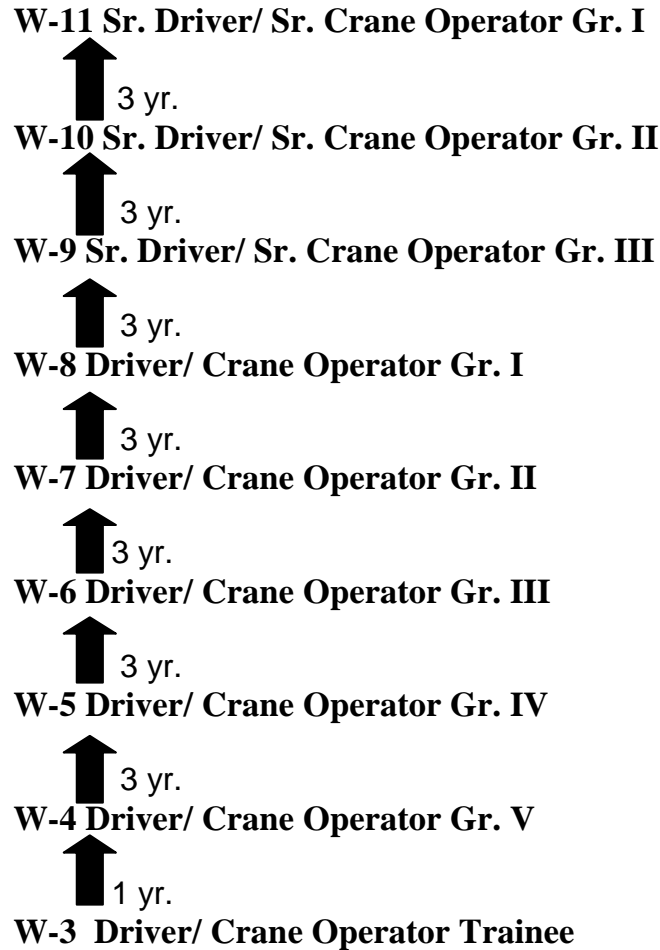 W-11 Sr. Driver/ Sr. Crane Operator Gr. I
3 yr.
W-10 Sr. Driver/ Sr. Crane Operator Gr. II
3 yr.
W-9 Sr. Driver/ Sr. Crane Operator Gr. III
3 yr.
W-8 Driver/ Crane Operator Gr. I
3 yr.
W-7 Driver/ Crane Operator Gr. II
3 yr.
W-6 Driver/ Crane Operator Gr. III
3 yr.
W-5 Driver/ Crane Operator Gr. IV
3 yr.
W-4 Driver/ Crane Operator Gr. V
1 yr.
W-3 Driver/ Crane Operator Trainee